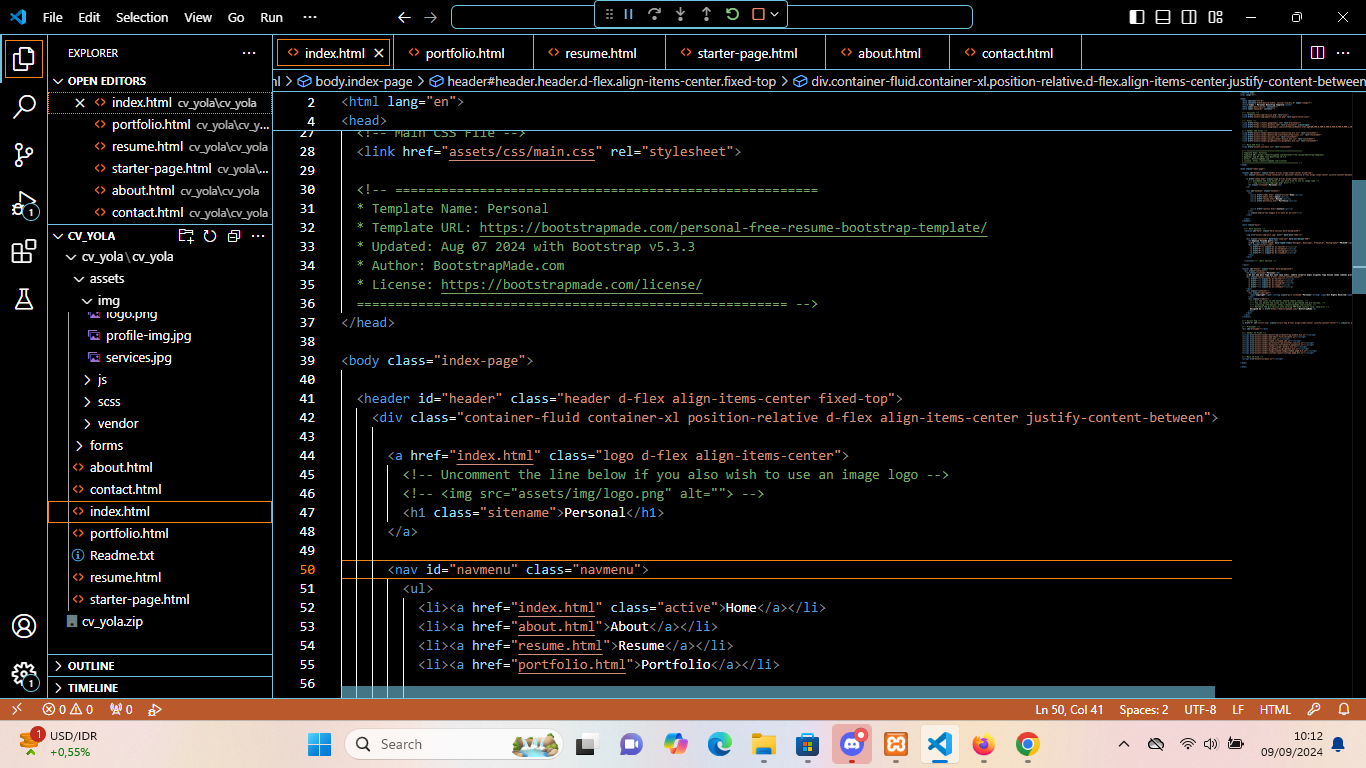 File Edit Selection View Go Run ···
EXPLORER ···
OPEN EDITORS
index.html cv_yola\cv_yola
portfolio.html cv_yola\cv_y...
resume.html cv_yola\cv_yola
starter-page.html cv_yola\...
about.html cv_yola\cv_yola
contact.html cv_yola\cv_yola
CV_YOLA ···
cv_yola \ cv_yola
assets
img
logo.png
profile-img.jpg
services.jpg
js
scss
vendor
forms
about.html
contact.html
index.html
portfolio.html
Readme.txt
resume.html
starter-page.html
cv_yola.zip
OUTLINE
TIMELINE
1
1
index.html portfolio.html resume.html starter-page.html about.html contact.html ···
ml > body.index-page > header#header.header.d-flex.align-items-center.fixed-top > div.container-fluid.container-xl.position-relative.d-flex.align-items-center.justify-content-between
2 <html lang="en">
4 <head>
27 <!-- Main CSS File -->
28 <link href="assets/css/main.css" rel="stylesheet">
29
30 <!-- =======================================================
31 * Template Name: Personal
32 * Template URL: https://bootstrapmade.com/personal-free-resume-bootstrap-template/
33 * Updated: Aug 07 2024 with Bootstrap v5.3.3
34 * Author: BootstrapMade.com
35 * License: https://bootstrapmade.com/license/
36 ======================================================== -->
37 </head>
38
39 <body class="index-page">
40
41 <header id="header" class="header d-flex align-items-center fixed-top">
42 <div class="container-fluid container-xl position-relative d-flex align-items-center justify-content-between">
43
44 <a href="index.html" class="logo d-flex align-items-center">
45 <!-- Uncomment the line below if you also wish to use an image logo -->
46 <!-- <img src="assets/img/logo.png" alt=""> -->
47 <h1 class="sitename">Personal</h1>
48 </a>
49
50 <nav id="navmenu" class="navmenu">
51 <ul>
52 <li><a href="index.html" class="active">Home</a></li>
53 <li><a href="about.html">About</a></li>
54 <li><a href="resume.html">Resume</a></li>
55 <li><a href="portfolio.html">Portfolio</a></li>
56
0 0 0 Ln 50, Col 41 Spaces: 2 UTF-8 LF HTML
1 USD/IDR
+0,55%
Search
10:12
09/09/2024